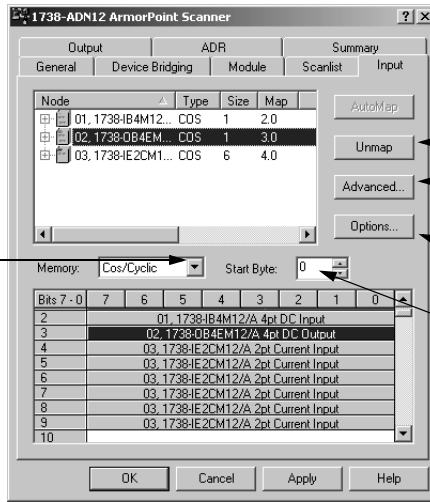 1738-ADN12 ArmorPoint Scanner
Output ADR Summary
General Device Bridging Module Scanlist Input
Node Type Size Map
01, 1738-IB4M12... COS 1 2.0
02, 1738-OB4EM... COS 1 3.0
03, 1738-IE2CM1... COS 6 4.0
AutoMap
Unmap
Advanced...
Options...
Memory: Cos/Cyclic Start Byte: 0
Bits 7 - 0 7 6 5 4 3 2 1 0
2 01, 1738-IB4M12/A 4pt DC Input
3 02, 1738-OB4EM12/A 4pt DC Output
4 03, 1738-IE2CM12/A 2pt Current Input
5 03, 1738-IE2CM12/A 2pt Current Input
6 03, 1738-IE2CM12/A 2pt Current Input
7 03, 1738-IE2CM12/A 2pt Current Input
8 03, 1738-IE2CM12/A 2pt Current Input
9 03, 1738-IE2CM12/A 2pt Current Input
10
OK Cancel Apply Help